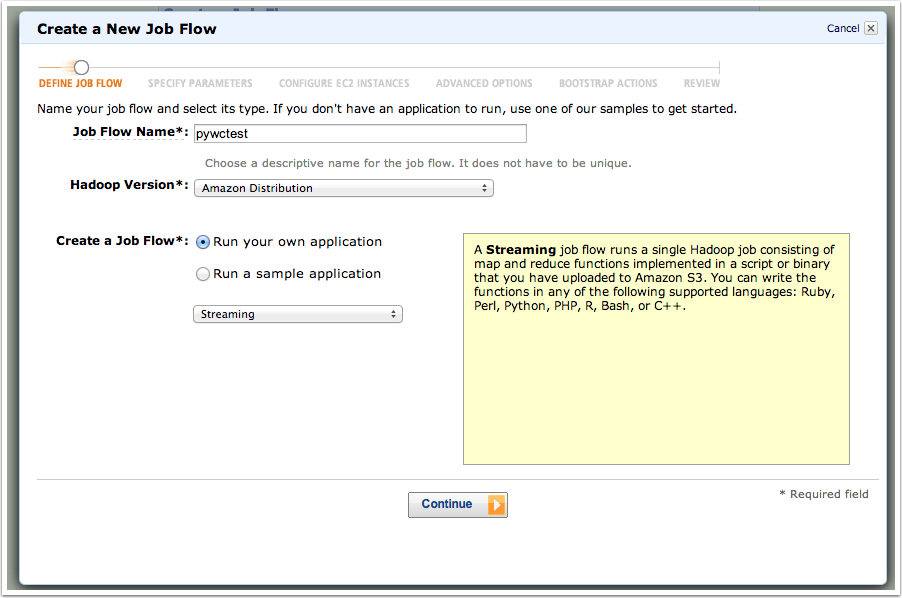 Create a New Job Flow
Cancel
DEFINE JOB FLOW SPECIFY PARAMETERS CONFIGURE EC2 INSTANCES ADVANCED OPTIONS BOOTSTRAP ACTIONS REVIEW
Name your job flow and select its type. If you don't have an application to run, use one of our samples to get started.
Job Flow Name*: pywctest
Choose a descriptive name for the job flow. It does not have to be unique.
Hadoop Version*: Amazon Distribution
Create a Job Flow*: Run your own application
Run a sample application
Streaming
A Streaming job flow runs a single Hadoop job consisting of
map and reduce functions implemented in a script or binary
that you have uploaded to Amazon S3. You can write the
functions in any of the following supported languages: Ruby,
Perl, Python, PHP, R, Bash, or C++.
* Required field
Continue